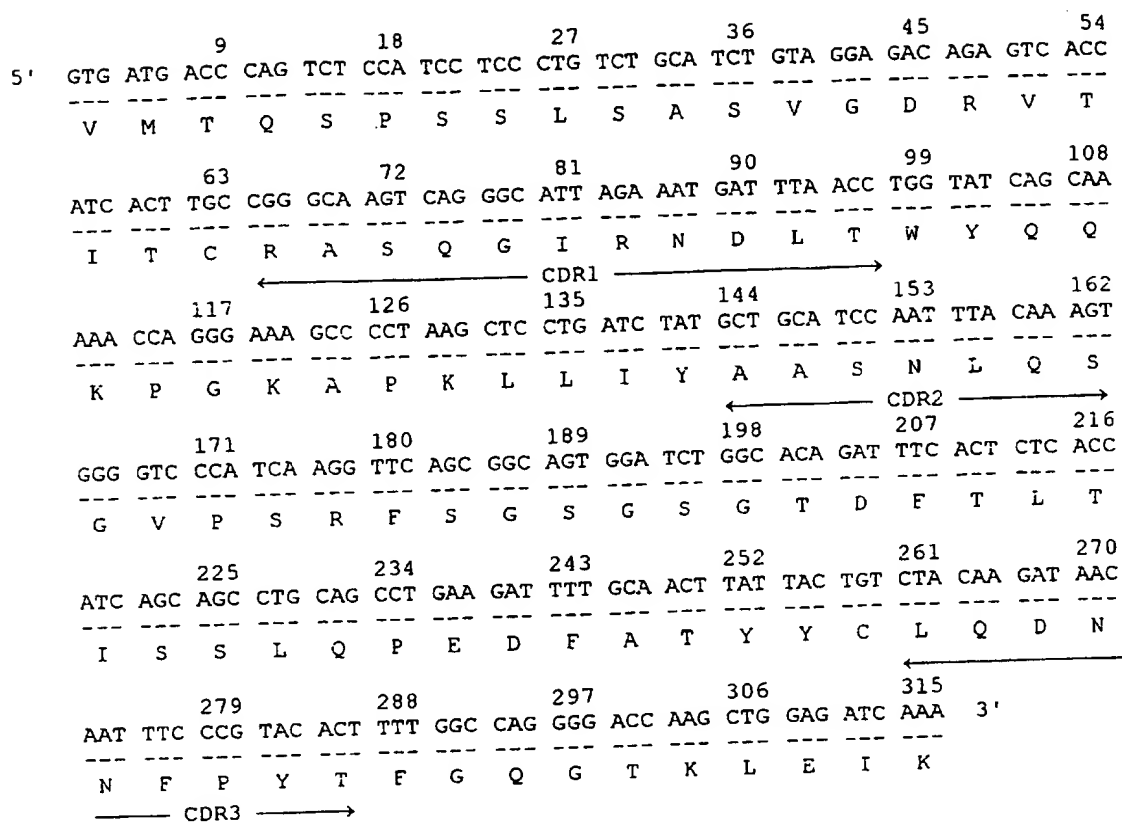 9 18 27 36 45 54
5' GTG ATG ACC CAG TCT CCA TCC TCC CTG TCT GCA TCT GTA GGA GAC AGA GTC ACC
--- --- --- --- --- --- --- --- --- --- --- --- --- --- --- --- --- ---
V M T Q S P S S L S A S V G D R V T
63 72 81 90 99 108
ATC ACT TGC CGG GCA AGT CAG GGC ATT AGA AAT GAT TTA ACC TGG TAT CAG CAA
--- --- --- --- --- --- --- --- --- --- --- --- --- --- --- --- --- ---
I T C R A S Q G I R N D L T W Y Q Q
CDR1
117 126 135 144 153 162
AAA CCA GGG AAA GCC CCT AAG CTC CTG ATC TAT GCT GCA TCC AAT TTA CAA AGT
--- --- --- --- --- --- --- --- --- --- --- --- --- --- --- --- --- ---
K P G K A P K L L I Y A A S N L Q S
CDR2
171 180 189 198 207 216
GGG GTC CCA TCA AGG TTC AGC GGC AGT GGA TCT GGC ACA GAT TTC ACT CTC ACC
--- --- --- --- --- --- --- --- --- --- --- --- --- --- --- --- --- ---
G V P S R F S G S G S G T D F T L T
225 234 243 252 261 270
ATC AGC AGC CTG CAG CCT GAA GAT TTT GCA ACT TAT TAC TGT CTA CAA GAT AAC
--- --- --- --- --- --- --- --- --- --- --- --- --- --- --- --- --- ---
I S S L Q P E D F A T Y Y C L Q D N
279 288 297 306 315
AAT TTC CCG TAC ACT TTT GGC CAG GGG ACC AAG CTG GAG ATC AAA 3'
--- --- --- --- --- --- --- --- --- --- --- --- --- --- ---
N F P Y T F G Q G T K L E I K
CDR3